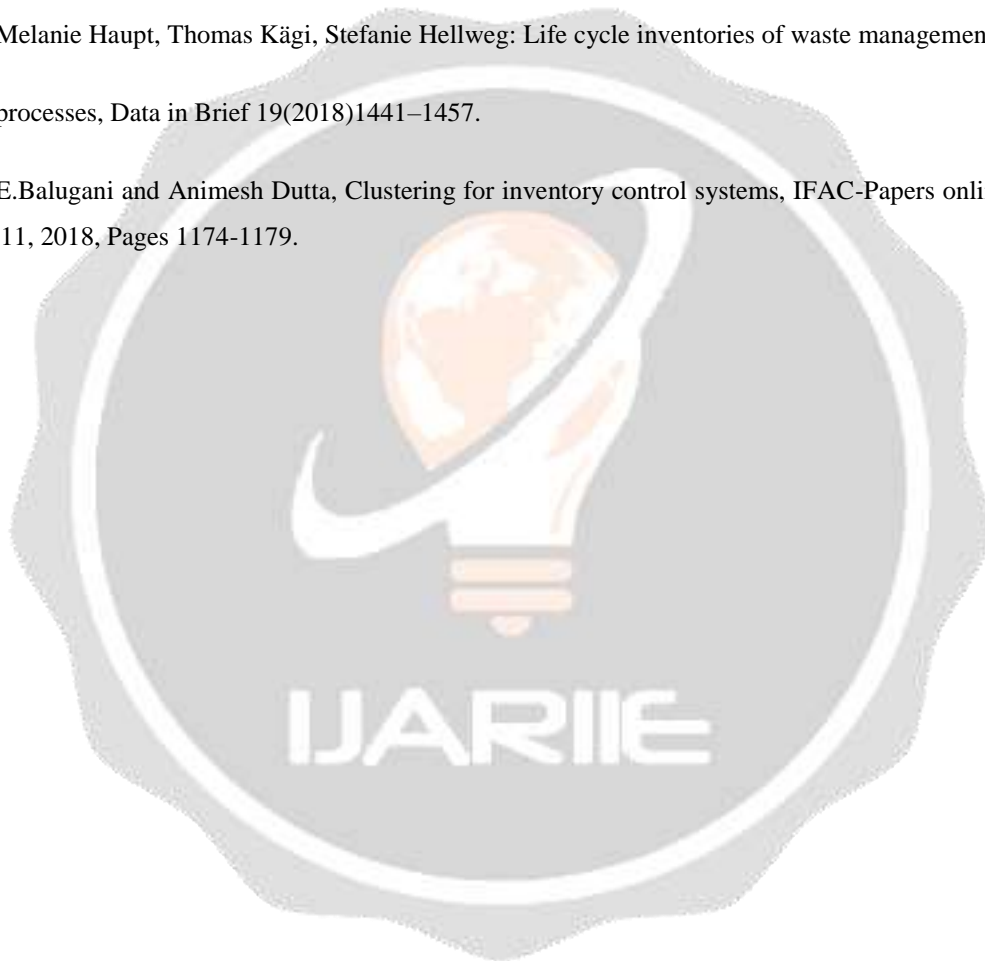 Melanie Haupt, Thomas Kägi, Stefanie Hellweg: Life cycle inventories of waste managemen
processes, Data in Brief 19(2018)1441–1457.
E.Balugani and Animesh Dutta, Clustering for inventory control systems, IFAC-Papers onli
11, 2018, Pages 1174-1179.
IJARIIE